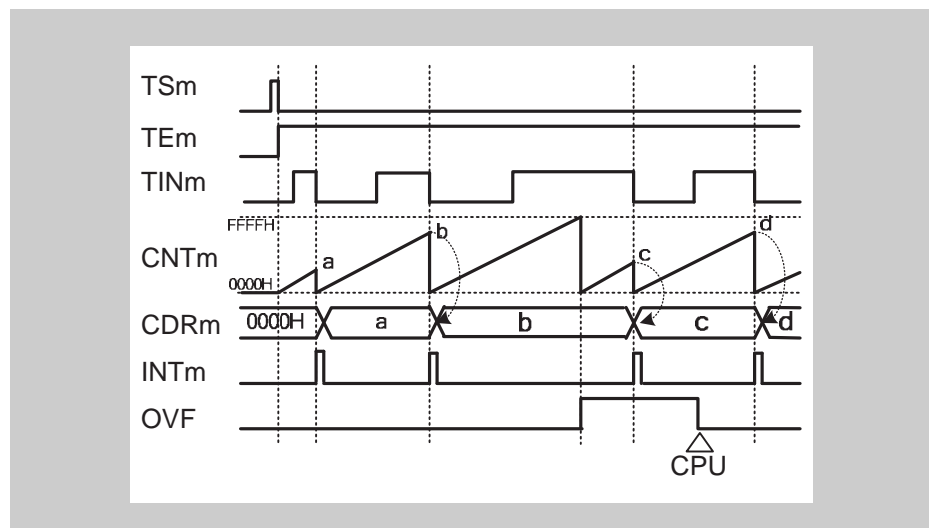 TSm
TEm
TINm
FFFFH
CNTm
0000H
a
b
c
d
CDRm
0000H
a
b
c
d
INTm
OVF
CPU